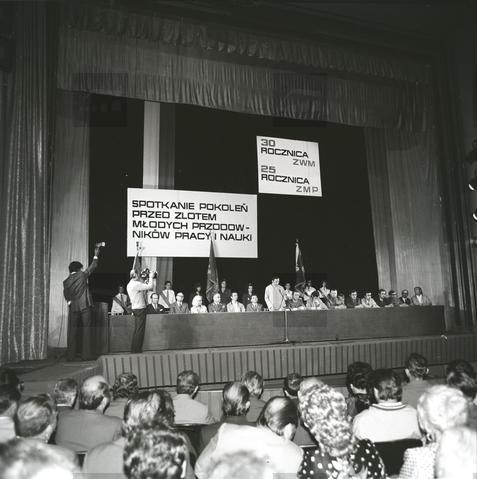 30
ROCZNICA
ZWM
25
ROCZNICA
ZMP
SPOTKANIE POKOLEŃ
PRZED ZLOTEM
MŁODYCH PRZODOW-
NIKÓW PRACY I NAUKI